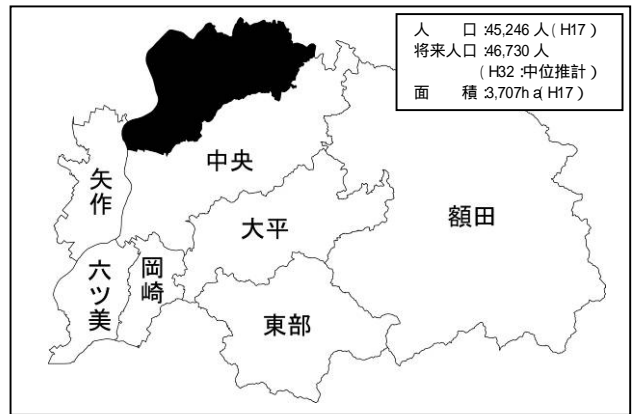 人　　口：45,246 人（H17）
将来人口：46,730 人
（H32：中位推計）
面　　積：3,707ｈａ（H17）
中央
矢作
大平
額田
六ツ美
岡崎
東部